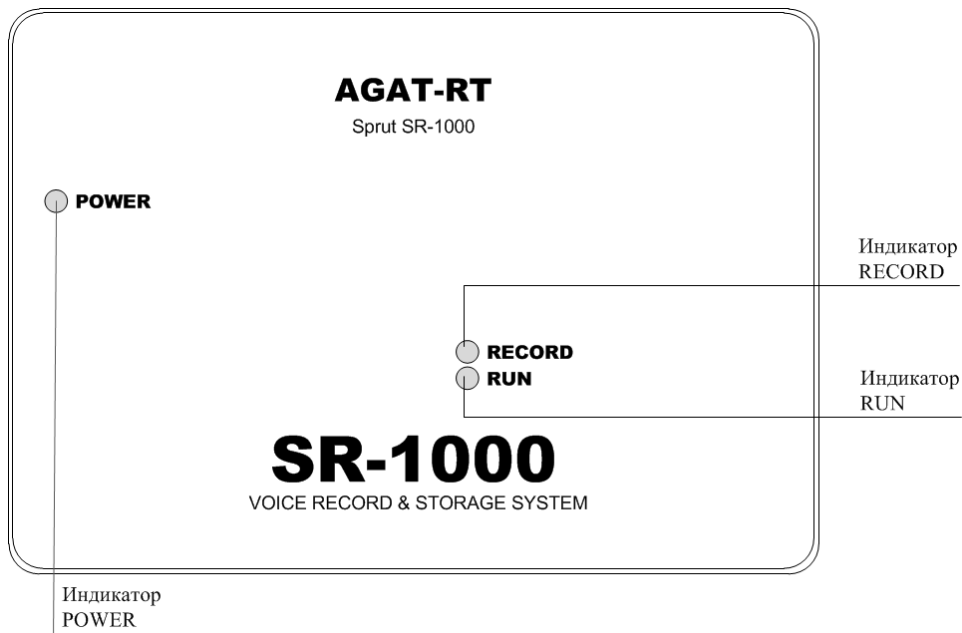 AGAT-RT
Sprut SR-1000
POWER
Индикатор
RECORD
RECORD
RUN
Индикатор
RUN
SR-1000
VOICE RECORD & STORAGE SYSTEM
Индикатор
POWER